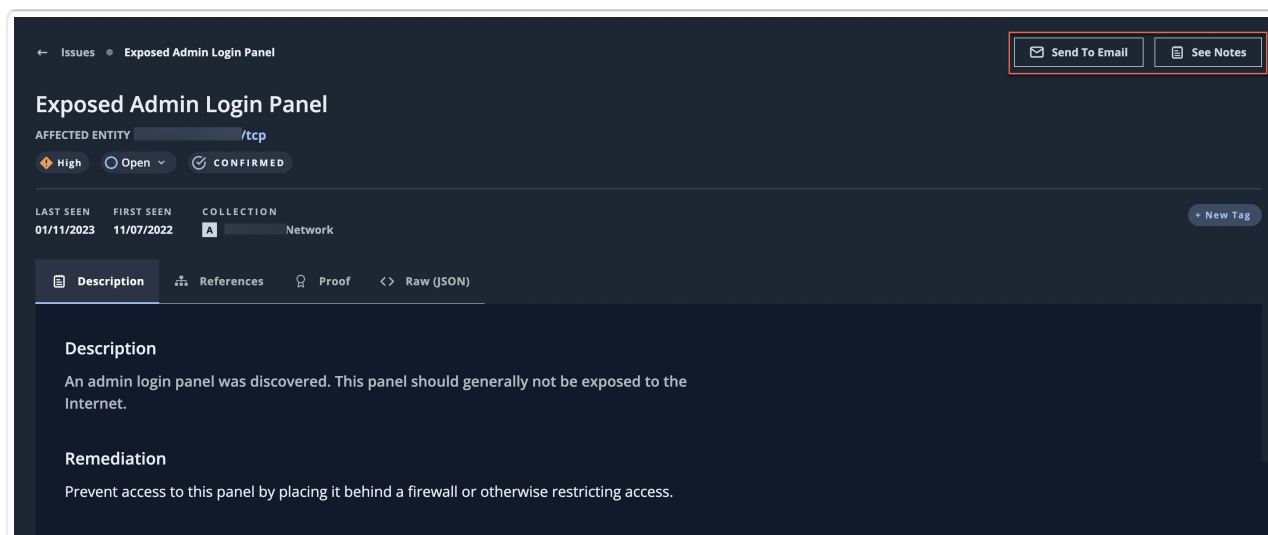 ← Issues ● Exposed Admin Login Panel
Send To Email
See Notes
Exposed Admin Login Panel
AFFECTED ENTITY /tcp
High Open CONFIRMED
LAST SEEN FIRST SEEN COLLECTION
01/11/2023 11/07/2022 A Network
+ New Tag
Description References Proof <> Raw (JSON)
Description
An admin login panel was discovered. This panel should generally not be exposed to the
Internet.
Remediation
Prevent access to this panel by placing it behind a firewall or otherwise restricting access.